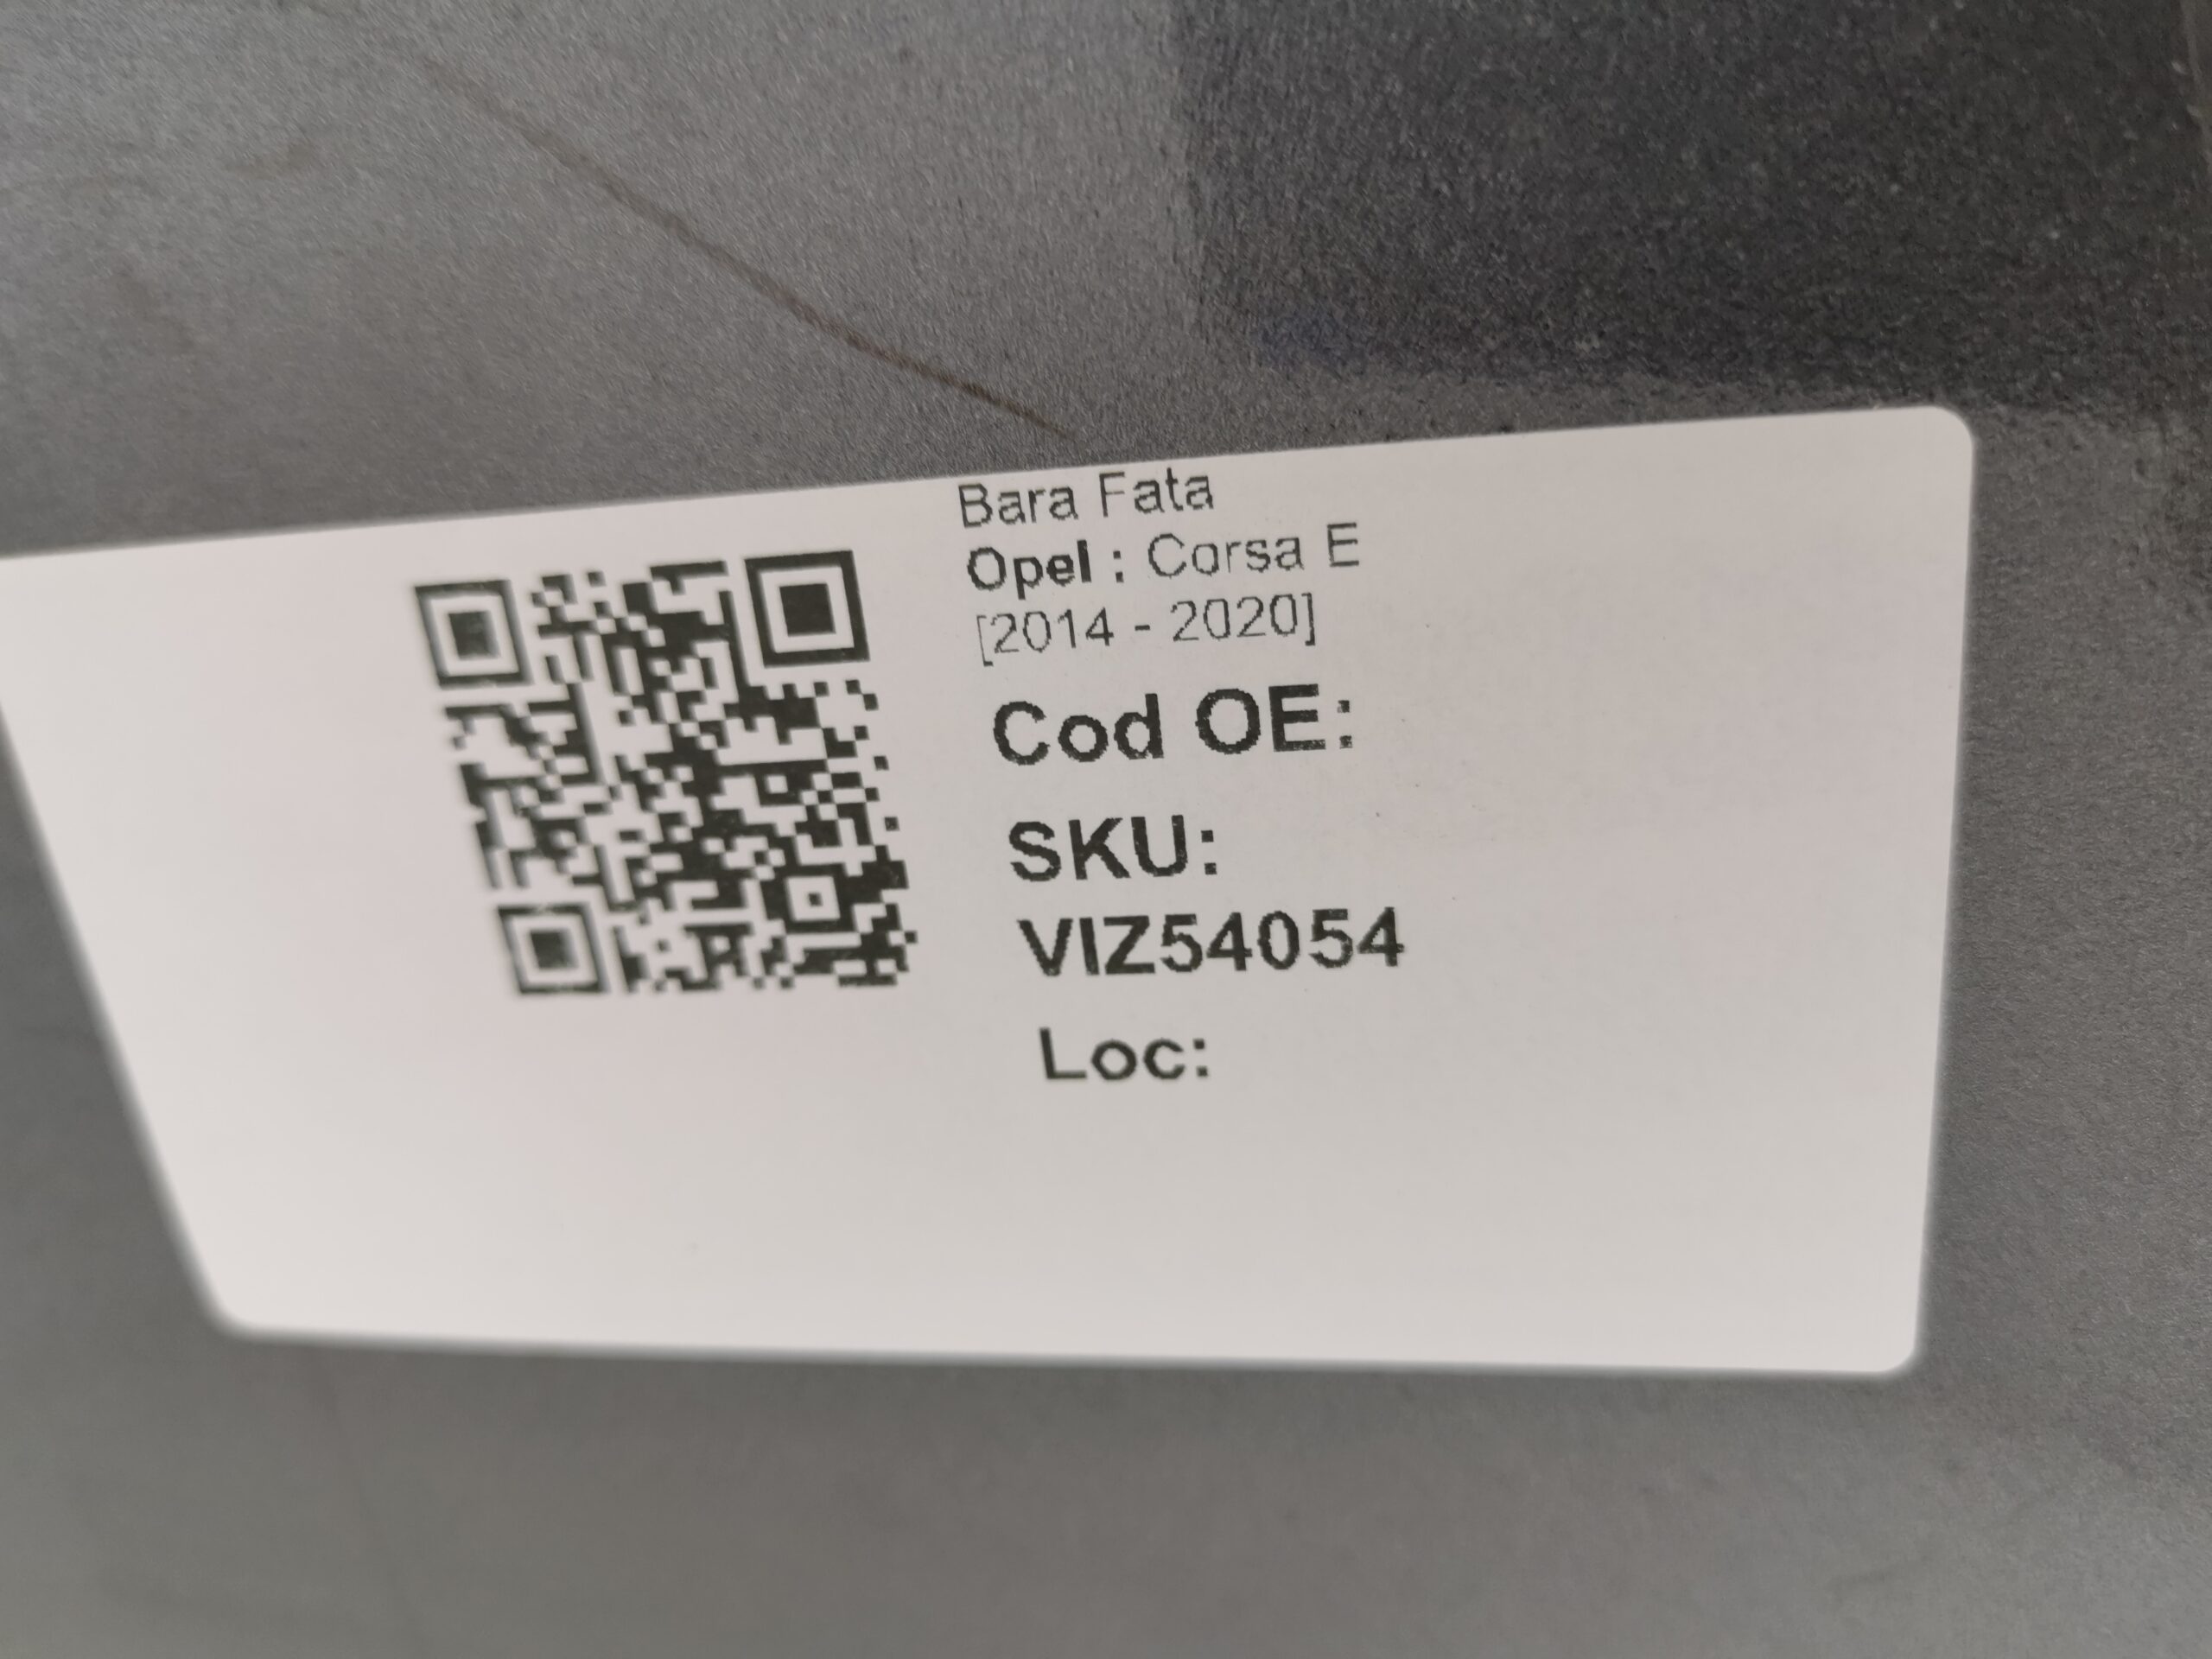 Bara Fata
Opel : Corsa E
[2014 - 2020]
Cod OE:
SKU:
VIZ54054
Loc: